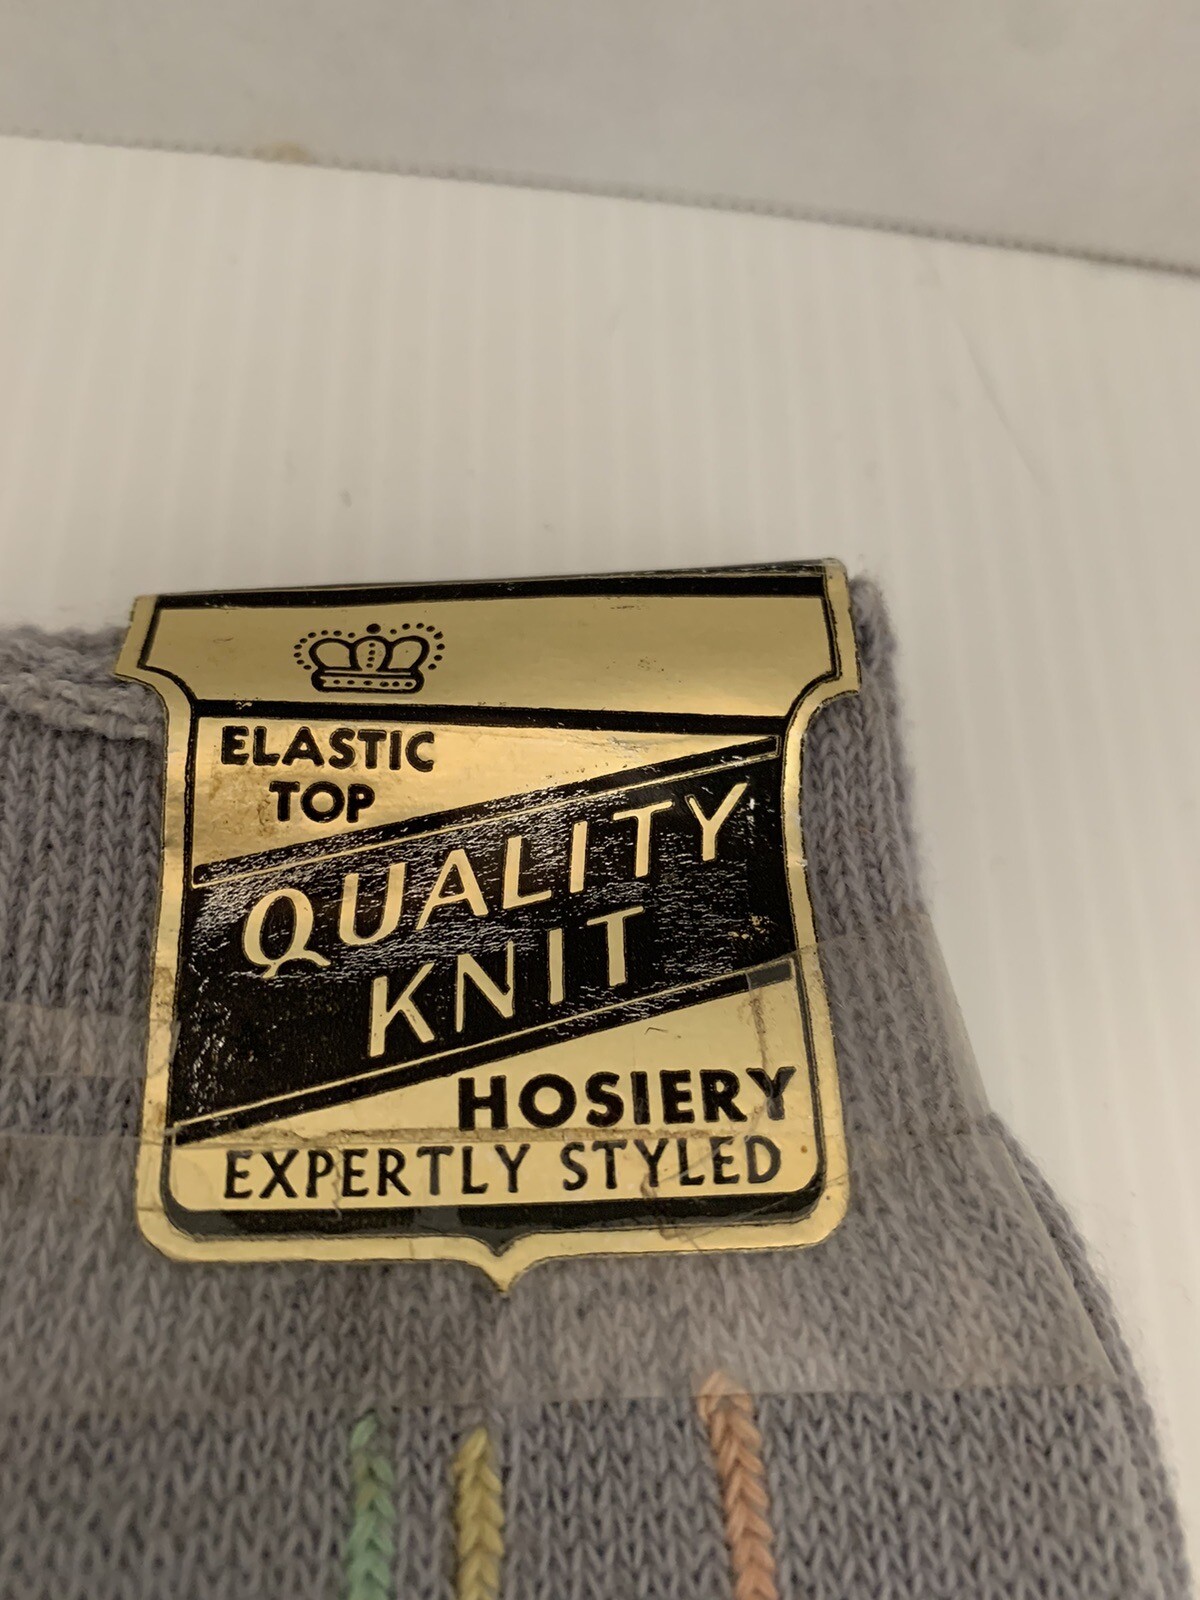 ELASTIC
TOP
QUALITY
KNIT
HOSIERY
EXPERTLY STYLED